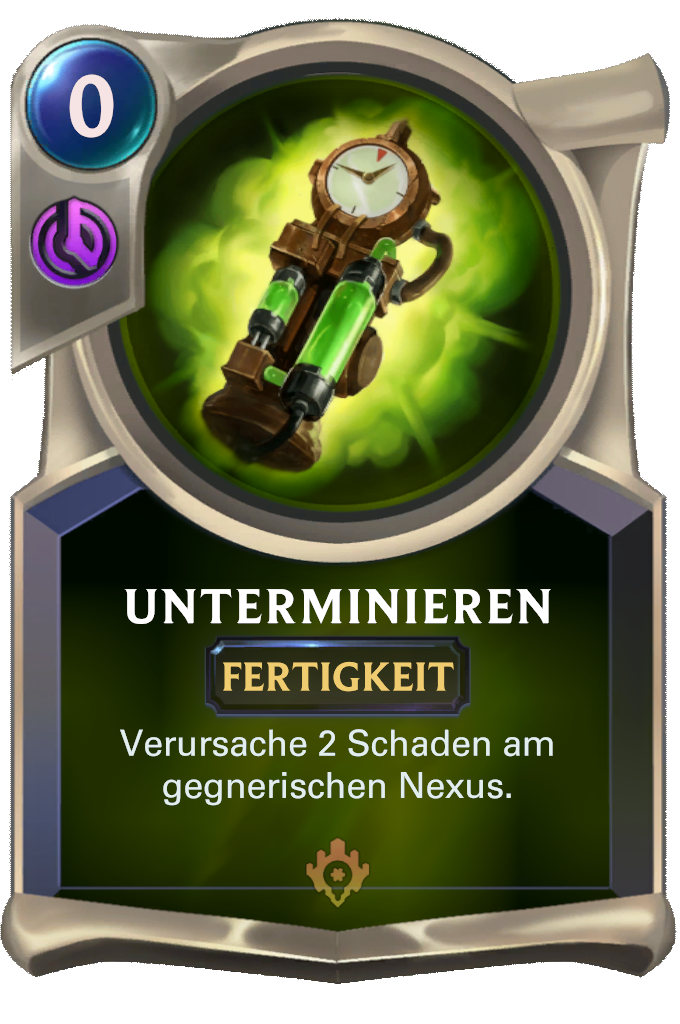 0
UNTERMINIEREN
FERTIGKEIT
Verursache 2 Schaden am
gegnerischen Nexus.